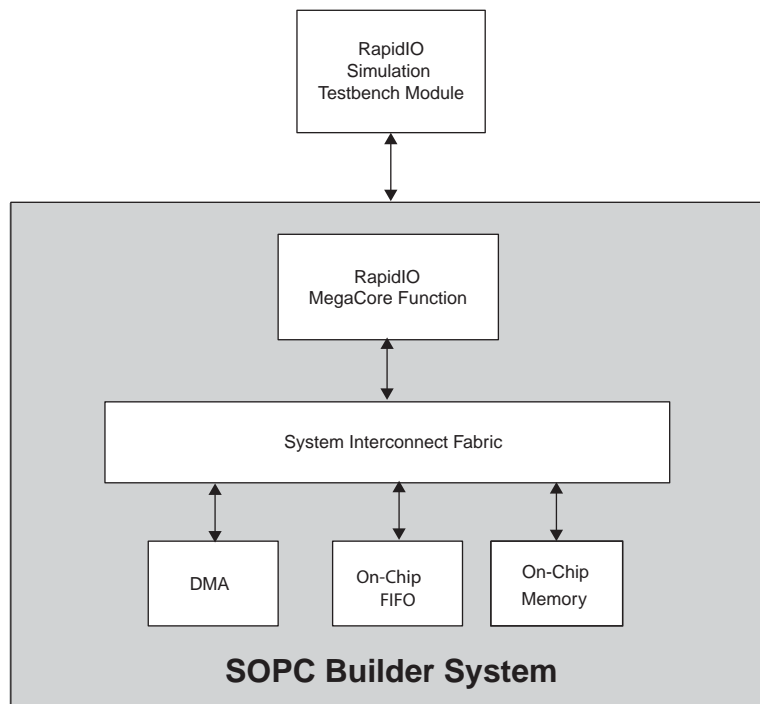 RapidIO
Simulation
Testbench Module
RapidIO
MegaCore Function
System Interconnect Fabric
DMA
On-Chip
FIFO
On-Chip
Memory
SOPC Builder System